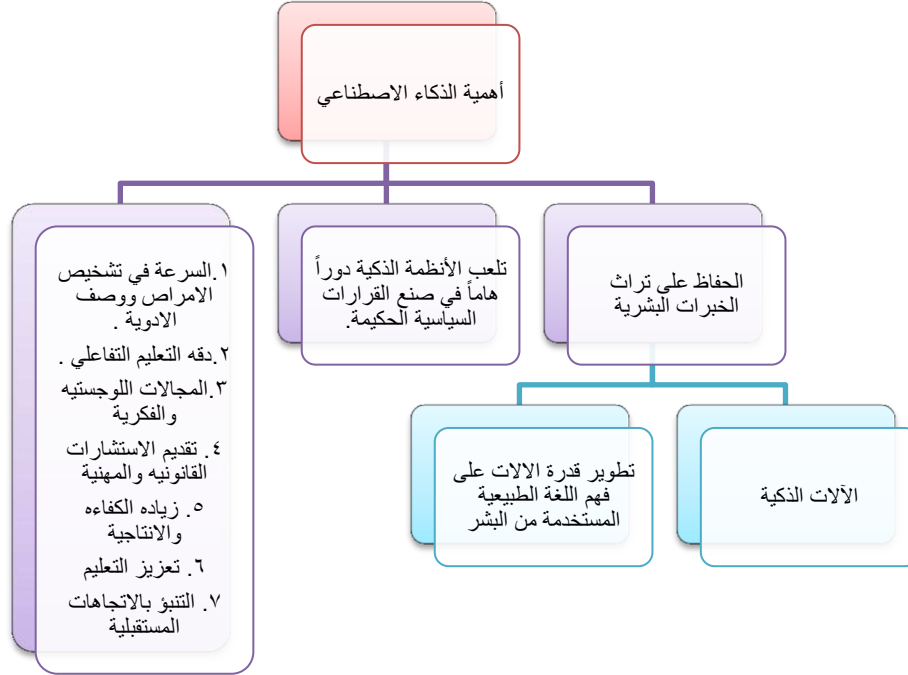 أهمية الذكاء الاصطناعي
الحفاظ على تراث
الخبرات البشرية
تلعب الأنظمة الذكية دوراً
هاماً في صنع القرارات
السياسية الحكيمة.
١.السرعة في تشخيص
الامراص ووصف
الادوية .
٢.دقه التعليم التفاعلي .
٣.المجالات اللوجستيه
والفكرية
٤. تقديم الاستشارات
القانونيه والمهنية
٥. زياده الكفاءه
والانتاجية
٦. تعزيز التعليم
٧. التنبؤ بالاتجاهات
المستقبلية
الآلات الذكية
تطوير قدرة الالات على
فهم اللغة الطبيعية
المستخدمة من البشر